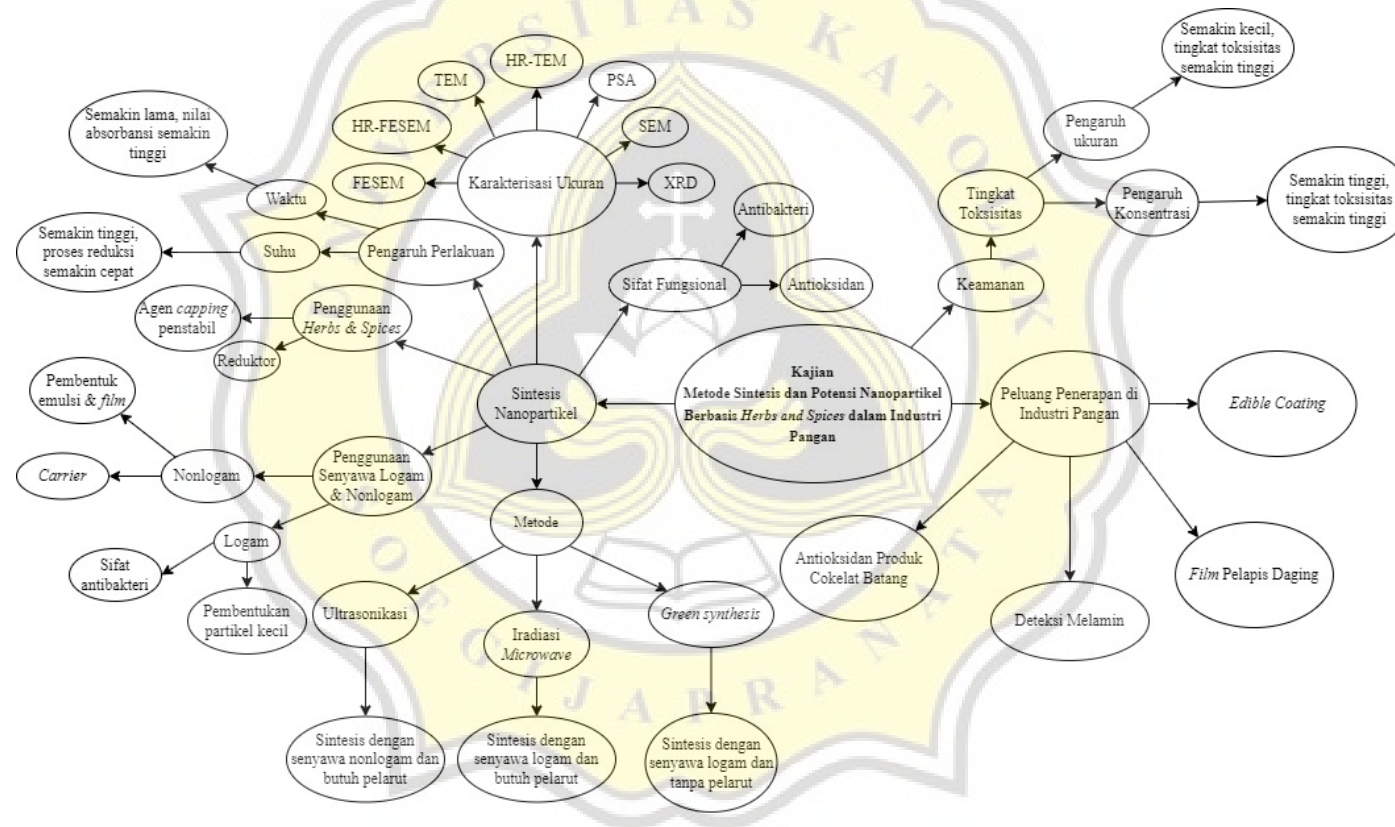 HR-TEM
TEM
PSA
HR-FESEM
SEM
FESEM
Karakterisasi Ukuran
XRD
Semakin lama, nilai
absorbansi semakin
tinggi
Waktu
Semakin tinggi,
proses reduksi
semakin cepat
Suhu
Pengaruh Perlakuan
Agen capping /
penstabil
Penggunaan
Herbs & Spices
Reduktor
Antibakteri
Sifat Fungsional
Antioksidan
Semakin kecil,
tingkat toksisitas
semakin tinggi
Pengaruh
ukuran
Tingkat
Toksisitas
Pengaruh
Konsentrasi
Semakin tinggi,
tingkat toksisitas
semakin tinggi
Keamanan
Sintesis
Nanopartikel
Kajian
Metode Sintesis dan Potensi Nanopartikel
Berbasis Herbs and Spices dalam Industri
Pangan
Peluang Penerapan di
Industri Pangan
Edible Coating
Pembentuk
emulsi & film
Carrier
Nonlogam
Penggunaan
Senyawa Logam
& Nonlogam
Logam
Sifat
antibakteri
Pembentukan
partikel kecil
Metode
Ultrasonikasi
Iradiasi
Microwave
Green synthesis
Antioksidan Produk
Cokelat Batang
Deteksi Melamin
Film Pelapis Daging
Sintesis dengan
senyawa nonlogam dan
butuh pelarut
Sintesis dengan
senyawa logam dan
butuh pelarut
Sintesis dengan
senyawa logam dan
tanpa pelarut
SITAS KATOLIK
SOEGIJAPRANATA